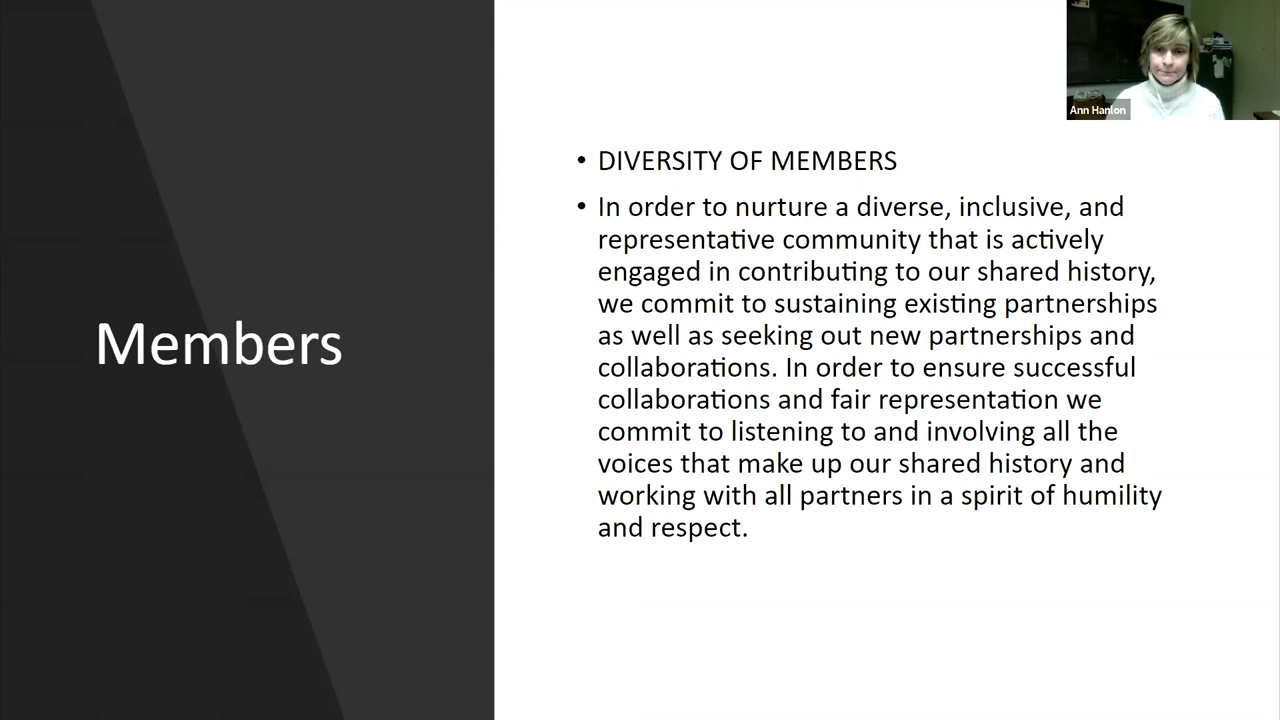 Members
• DIVERSITY OF MEMBERS
• In order to nurture a diverse, inclusive, and
representative community that is actively
engaged in contributing to our shared history,
we commit to sustaining existing partnerships
as well as seeking out new partnerships and
collaborations. In order to ensure successful
collaborations and fair representation we
commit to listening to and involving all the
voices that make up our shared history and
working with all partners in a spirit of humility
and respect.
Ann Hanlon